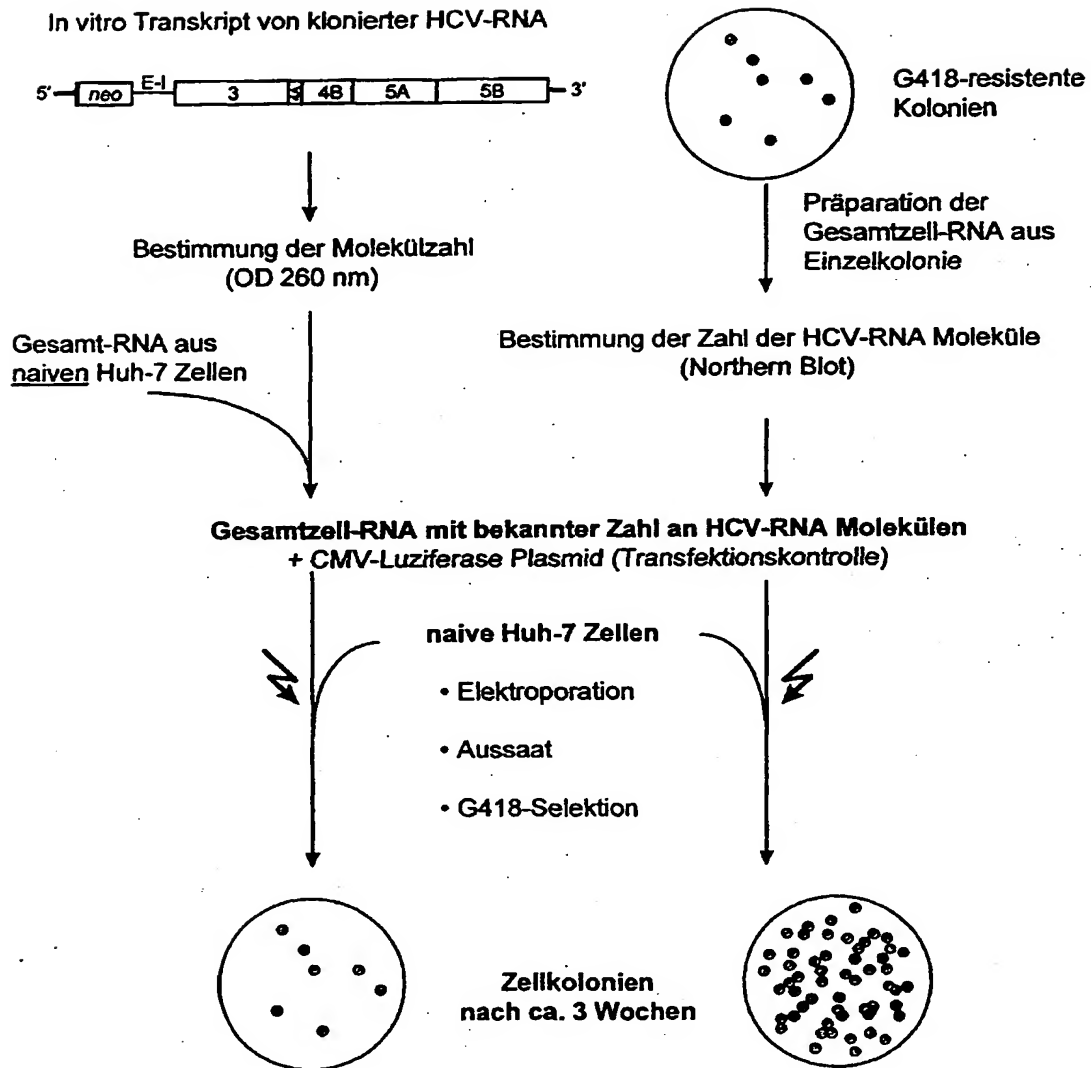 In vitro Transkript von klonierter HCV-RNA
5' neo E-I 3 4B 5A 5B 3'
G418-resistente
Kolonien
Präparation der
Gesamtzell-RNA aus
Einzelkolonie
Bestimmung der Molekülzahl
(OD 260 nm)
Gesamt-RNA aus
naiven Huh-7 Zellen
Bestimmung der Zahl der HCV-RNA Moleküle
(Northern Blot)
Gesamtzell-RNA mit bekannter Zahl an HCV-RNA Molekülen
+ CMV-Luziferase Plasmid (Transfektionskontrolle)
naive Huh-7 Zellen
• Elektroporation
• Aussaat
• G418-Selektion
Zellkolonien
nach ca. 3 Wochen